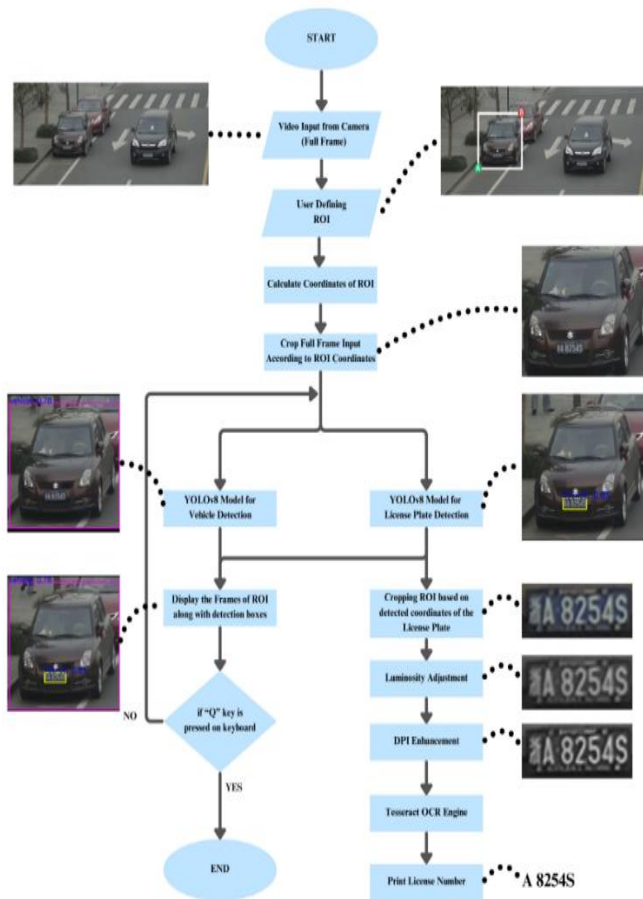 START
Video Input from Camera
(Full Frame)
B
A
User Defining
ROI
Calculate Coordinates of ROI
Crop Full Frame Input
According to ROI Coordinates
YOLOs8 Model for
Vehicle Detection
YOLOs8 Model for
License Plate Detection
Display the Frames of ROI
along with detection boxes
Cropping ROI based on
detected coordinates of the
License Plate
A 8254S
Luminosity Adjustment
A 8254S
if “Q” key is
pressed on keyboard
NO
DPI Enhancement
A 8254S
YES
Tesseract OCR Engine
END
Print License Number
A 8254S